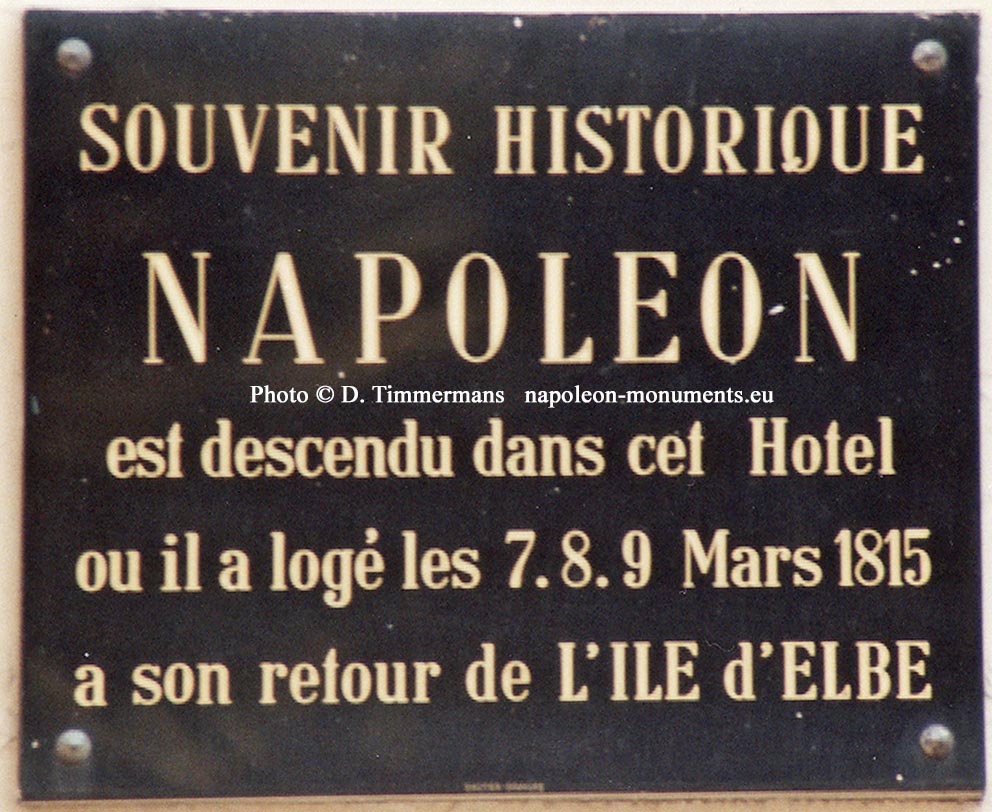 SOUVENIR HISTORIQUE
NAPOLEON
Photo © D. Timmermans napoleon-monuments.eu
est descendu dans cet Hotel
ou il a logé les 7.8.9 Mars 1815
a son retour de L'ILE d'ELBE